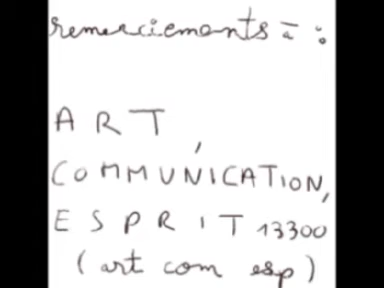 remerciements = :
ART,
COMMUNICATION,
ESPRIT 13300
(art com esp)